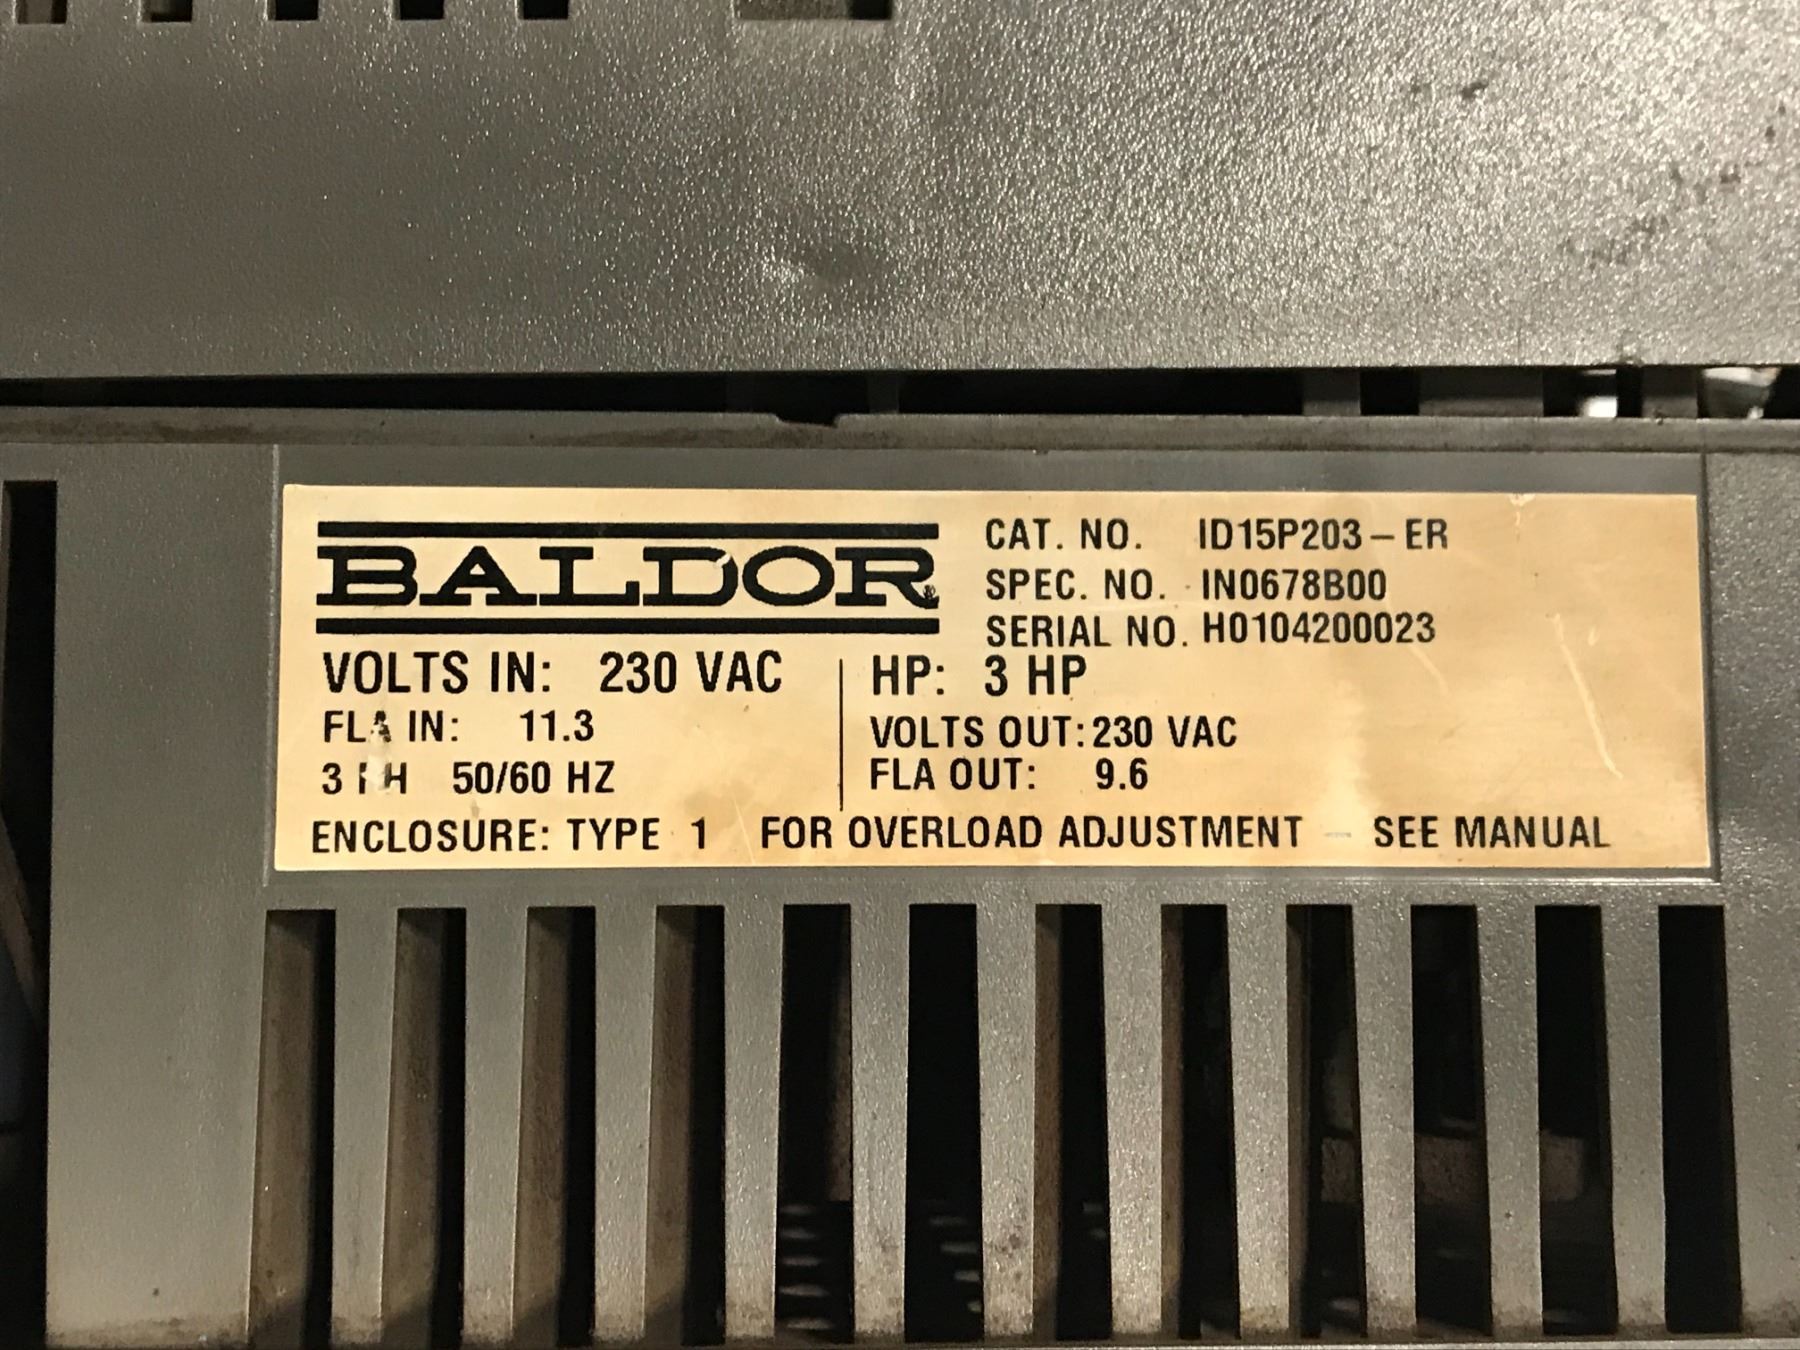 BALDOR®
CAT. NO. ID15P203-ER
SPEC. NO. IN0678B00
SERIAL NO. H0104200023
VOLTS IN: 230 VAC
FLA IN: 11.3
3 PH 50/60 HZ
HP: 3 HP
VOLTS OUT: 230 VAC
FLA OUT: 9.6
ENCLOSURE: TYPE 1 FOR OVERLOAD ADJUSTMENT - SEE MANUAL